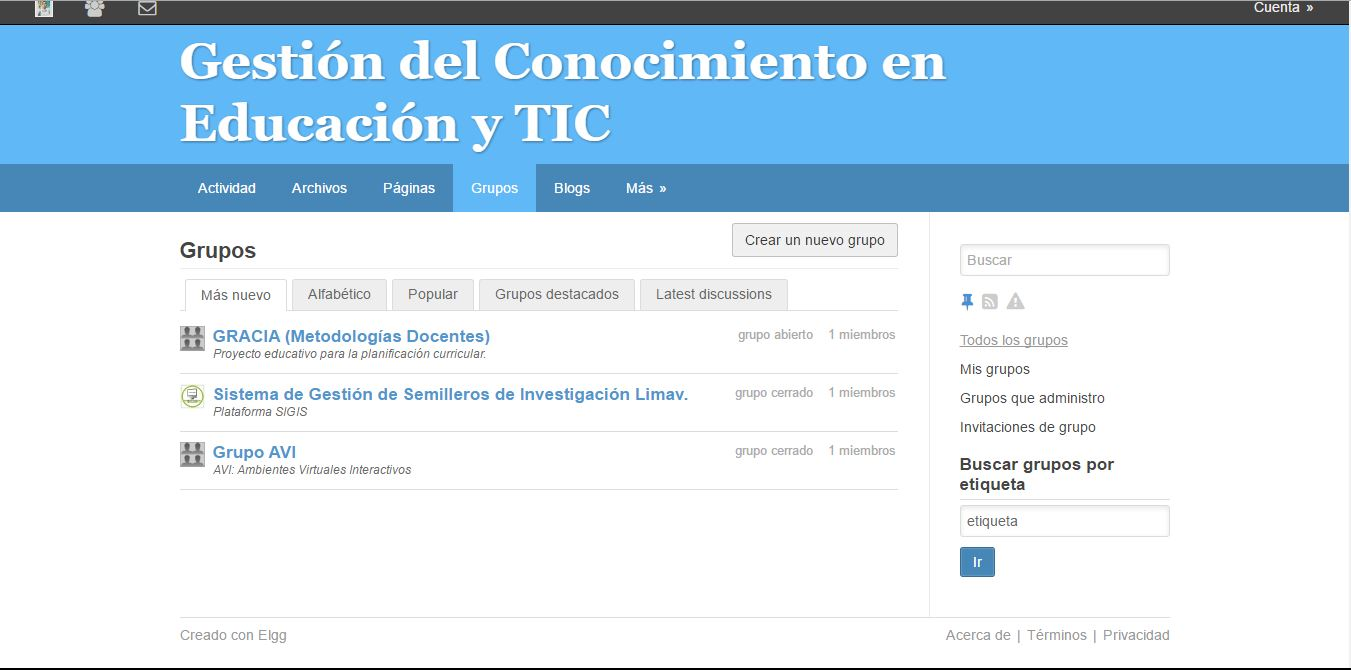 Cuenta »
Gestión del Conocimiento en
Educación y TIC
Actividad Archivos Páginas Grupos Blogs Más »
Grupos
Crear un nuevo grupo
Más nuevo Alfabético Popular Grupos destacados Latest discussions
GRACIA (Metodologías Docentes) grupo abierto 1 miembros
Proyecto educativo para la planificación curricular.
Sistema de Gestión de Semilleros de Investigación Limav. grupo cerrado 1 miembros
Plataforma SIGIS
Grupo AVI grupo cerrado 1 miembros
AVI: Ambientes Virtuales Interactivos
Buscar
Todos los grupos
Mis grupos
Grupos que administro
Invitaciones de grupo
Buscar grupos por
etiqueta
etiqueta
Ir
Creado con Elgg
Acerca de | Términos | Privacidad